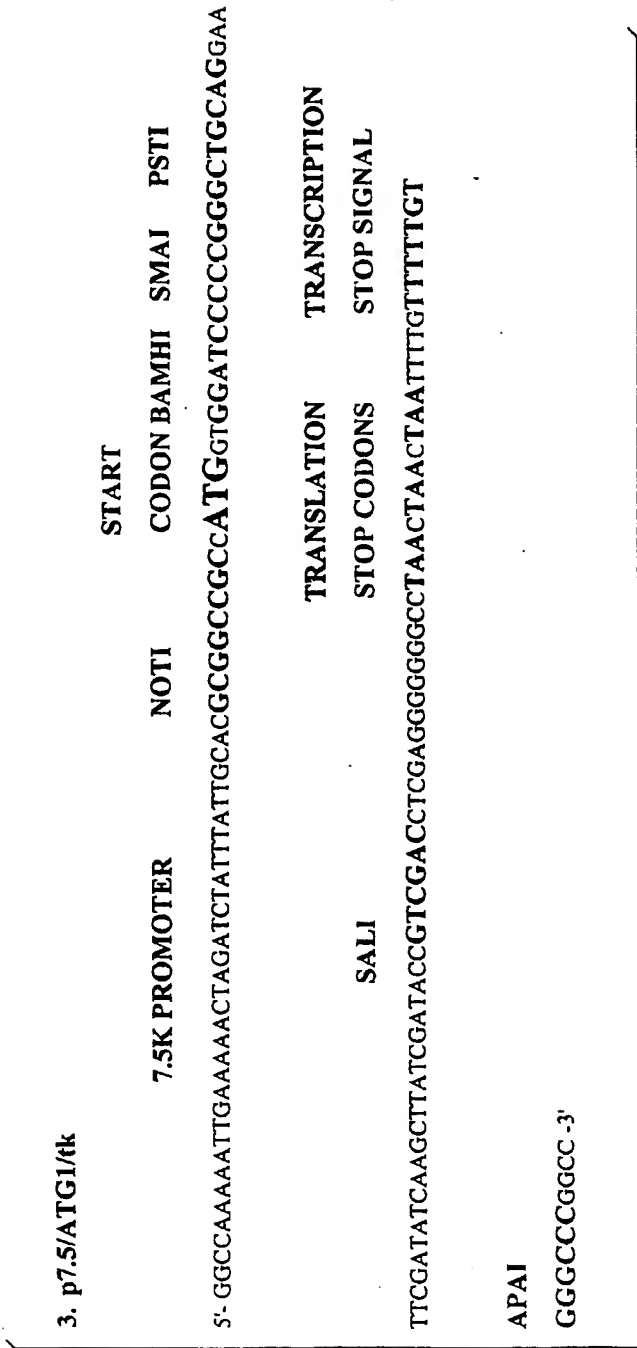 3. p7.5/ATG1/tk
START
7.5K PROMOTER NOTI CODON BAMHI SMAI PSTI
5'- GGCCAAAAATTGAAAAACTAGATCTATTTATTGCACGCGGCCGCCATGGTGGATCCCCCGGGCTGCAGGAA
TRANSLATION TRANSCRIPTION
SALI STOP CODONS STOP SIGNAL
TTCGATATCAAGCTTATCGATACCGTCGACCTCGAGGGGGGGCCTAACTAACTAATTTTGTTTTTGT
APAI
GGGCCCGGCC -3'